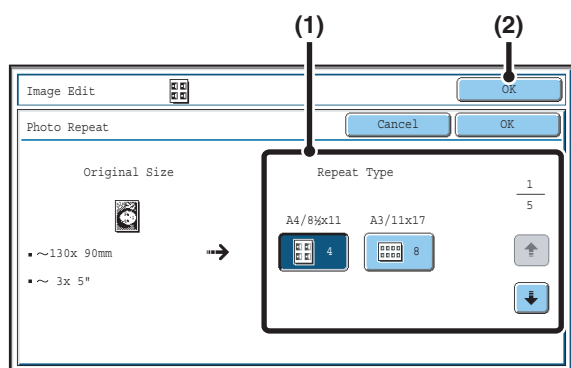 (1) (2)
Image Edit OK
Photo Repeat Cancel OK
Original Size Repeat Type
1
5
A4/8½x11 A3/11x17
4 8
▪ ~130x 90mm
▪ ~ 3x 5"